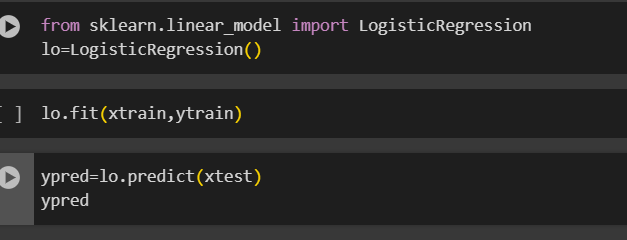 from sklearn.linear_model import LogisticRegression
lo=LogisticRegression()
[ ] lo.fit(xtrain,ytrain)
ypred=lo.predict(xtest)
ypred